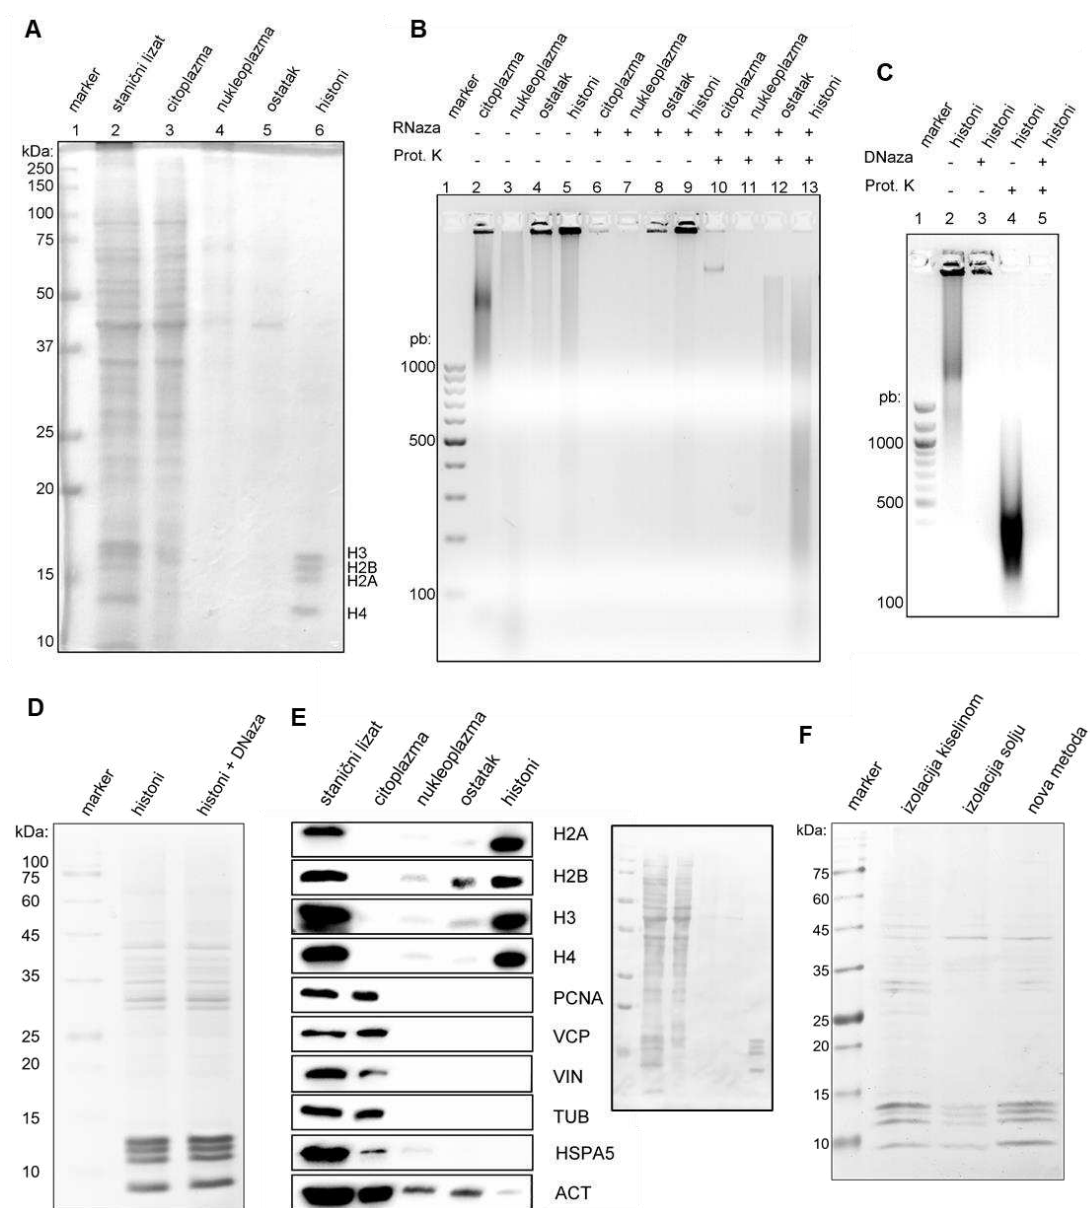 A
marker
stanični lizat
citoplazma
nukleoplazma
ostatak
histoni
1 2 3 4 5 6
kDa:
250
150
100
75
50
37
25
20
15
10
H3
H2B
H2A
H4
B
marker
citoplazma
nukleoplazma
ostatak
histoni
citoplazma
nukleoplazma
ostatak
histoni
citoplazma
nukleoplazma
ostatak
histoni
RNaza - - - - + + + + + + + +
Prot. K - - - - - - - - + + + +
1 2 3 4 5 6 7 8 9 10 11 12 13
pb:
1000
500
100
C
marker
histoni
histoni
histoni
histoni
DNaza - + - +
Prot. K - - + +
1 2 3 4 5
pb:
1000
500
100
D
marker
histoni
histoni + DNaza
kDa:
100
75
60
45
35
25
20
15
10
E
stanični lizat
citoplazma
nukleoplazma
ostatak
histoni
H2A
H2B
H3
H4
PCNA
VCP
VIN
TUB
HSPA5
ACT
F
marker
izolacija kiselinom
izolacija solju
nova metoda
kDa:
75
60
45
35
25
20
15
10